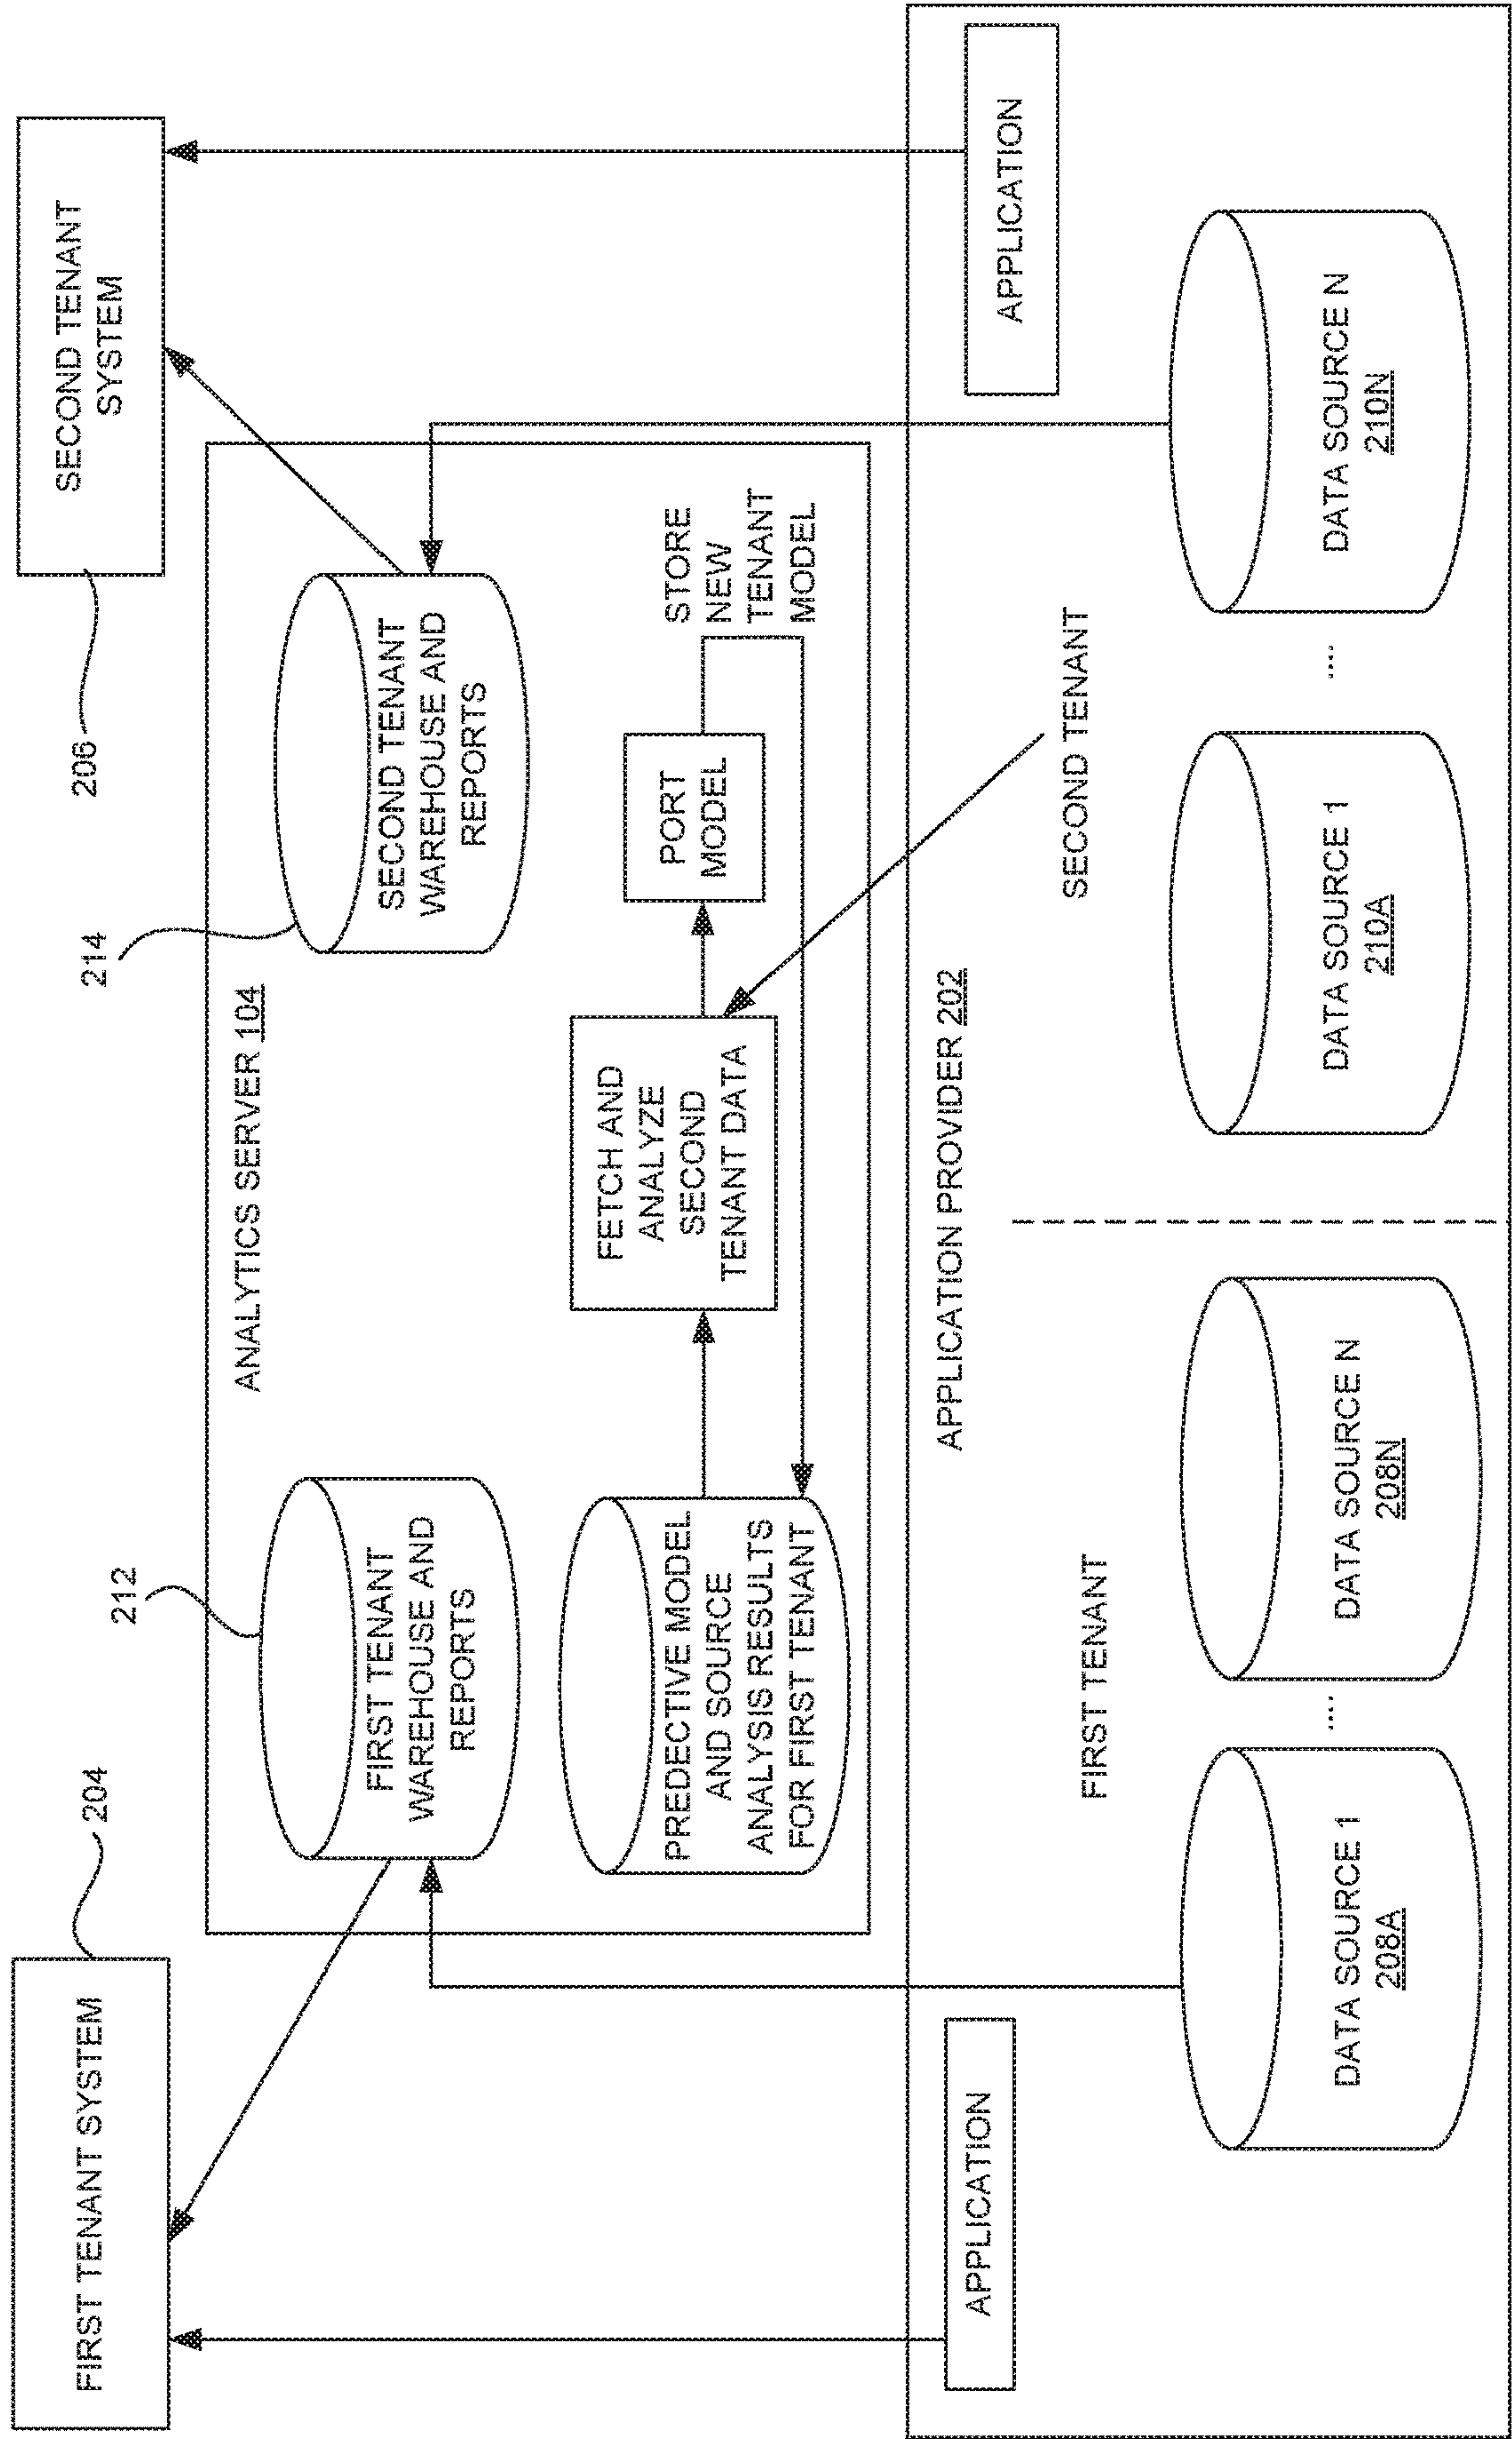 FIRST TENANT SYSTEM
204
SECOND TENANT
SYSTEM
206
212
214
ANALYTICS SERVER 104
FIRST TENANT
WAREHOUSE AND
REPORTS
SECOND TENANT
WAREHOUSE AND
REPORTS
PREDECTIVE MODEL
AND SOURCE
ANALYSIS RESULTS
FOR FIRST TENANT
FETCH AND
ANALYZE
SECOND
TENANT DATA
PORT
MODEL
STORE
NEW
TENANT
MODEL
APPLICATION PROVIDER 202
APPLICATION
APPLICATION
FIRST TENANT
SECOND TENANT
DATA SOURCE 1
208A
....
DATA SOURCE N
208N
DATA SOURCE 1
210A
....
DATA SOURCE N
210N